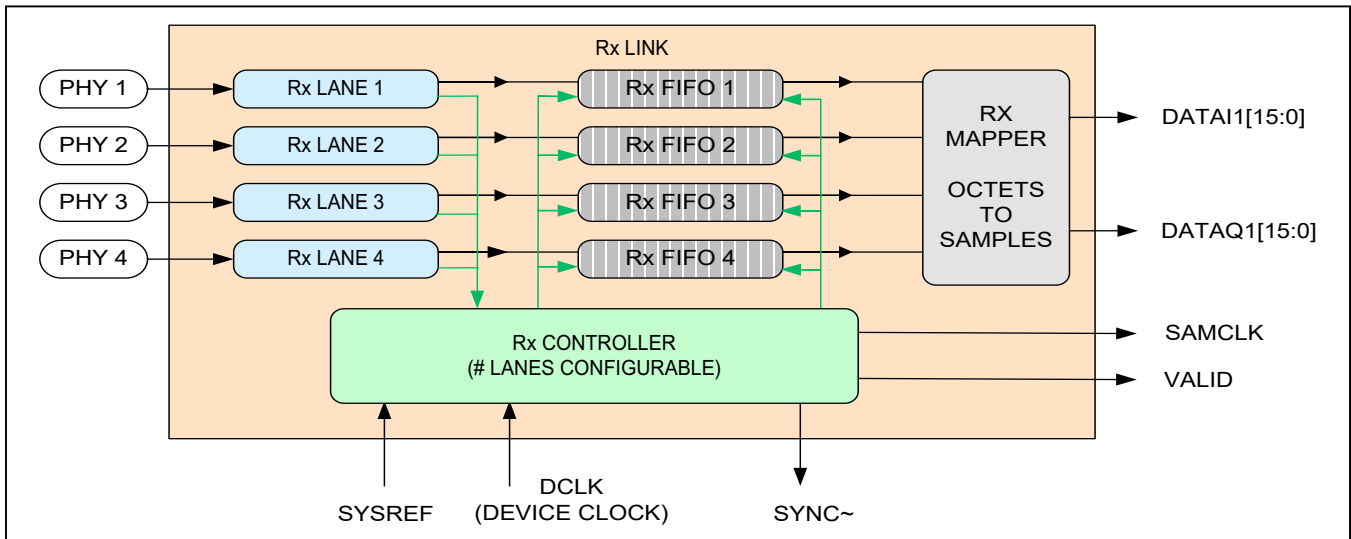 Rx LINK
PHY 1
Rx LANE 1
Rx FIFO 1
PHY 2
Rx LANE 2
Rx FIFO 2
PHY 3
Rx LANE 3
Rx FIFO 3
PHY 4
Rx LANE 4
Rx FIFO 4
RX
MAPPER
OCTETS
TO
SAMPLES
DATAI1[15:0]
DATAQ1[15:0]
Rx CONTROLLER
(# LANES CONFIGURABLE)
SAMCLK
VALID
SYSREF
DCLK
(DEVICE CLOCK)
SYNC~